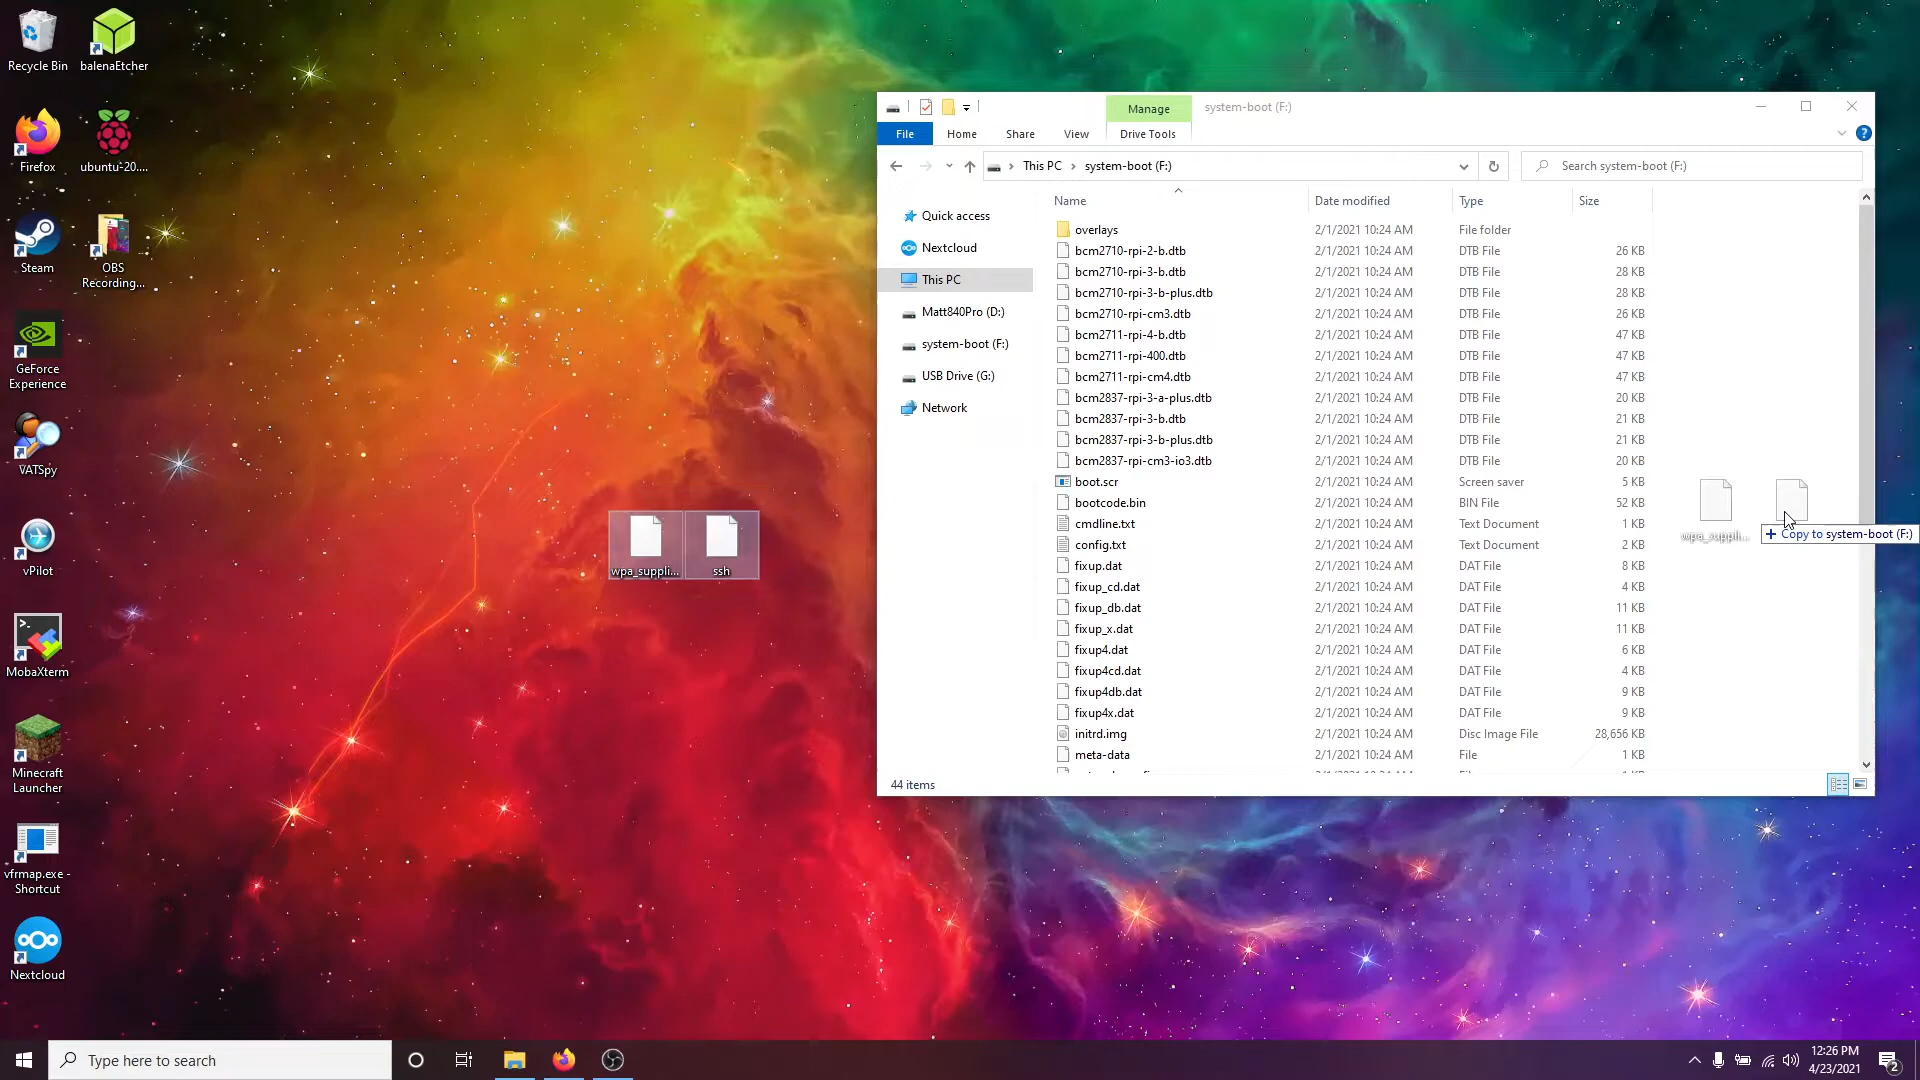 Recycle Bin
balenaEtcher
Firefox
ubuntu-20....
Steam
OBS
Recording...
GeForce
Experience
VATSpy
vPilot
MobaXterm
Minecraft
Launcher
vfrmap.exe -
Shortcut
Nextcloud
wpa_suppli...
ssh
Manage
system-boot (F:)
File
Home
Share
View
Drive Tools
This PC
system-boot (F:)
Search system-boot (F:)
Quick access
Nextcloud
This PC
Matt840Pro (D:)
system-boot (F:)
USB Drive (G:)
Network
Name Date modified Type Size
overlays 2/1/2021 10:24 AM File folder
bcm2710-rpi-2-b.dtb 2/1/2021 10:24 AM DTB File 26 KB
bcm2710-rpi-3-b.dtb 2/1/2021 10:24 AM DTB File 28 KB
bcm2710-rpi-3-b-plus.dtb 2/1/2021 10:24 AM DTB File 28 KB
bcm2710-rpi-cm3.dtb 2/1/2021 10:24 AM DTB File 26 KB
bcm2711-rpi-4-b.dtb 2/1/2021 10:24 AM DTB File 47 KB
bcm2711-rpi-400.dtb 2/1/2021 10:24 AM DTB File 47 KB
bcm2711-rpi-cm4.dtb 2/1/2021 10:24 AM DTB File 47 KB
bcm2837-rpi-3-a-plus.dtb 2/1/2021 10:24 AM DTB File 20 KB
bcm2837-rpi-3-b.dtb 2/1/2021 10:24 AM DTB File 21 KB
bcm2837-rpi-3-b-plus.dtb 2/1/2021 10:24 AM DTB File 21 KB
bcm2837-rpi-cm3-io3.dtb 2/1/2021 10:24 AM DTB File 20 KB
boot.scr 2/1/2021 10:24 AM Screen saver 5 KB
bootcode.bin 2/1/2021 10:24 AM BIN File 52 KB
cmdline.txt 2/1/2021 10:24 AM Text Document 1 KB
config.txt 2/1/2021 10:24 AM Text Document 2 KB
fixup.dat 2/1/2021 10:24 AM DAT File 8 KB
fixup_cd.dat 2/1/2021 10:24 AM DAT File 4 KB
fixup_db.dat 2/1/2021 10:24 AM DAT File 11 KB
fixup_x.dat 2/1/2021 10:24 AM DAT File 11 KB
fixup4.dat 2/1/2021 10:24 AM DAT File 6 KB
fixup4cd.dat 2/1/2021 10:24 AM DAT File 4 KB
fixup4db.dat 2/1/2021 10:24 AM DAT File 9 KB
fixup4x.dat 2/1/2021 10:24 AM DAT File 9 KB
initrd.img 2/1/2021 10:24 AM Disc Image File 28,656 KB
meta-data 2/1/2021 10:24 AM File 1 KB
wpa_suppli...
+ Copy to system-boot (F:)
44 items
Type here to search
12:26 PM
4/23/2021
2